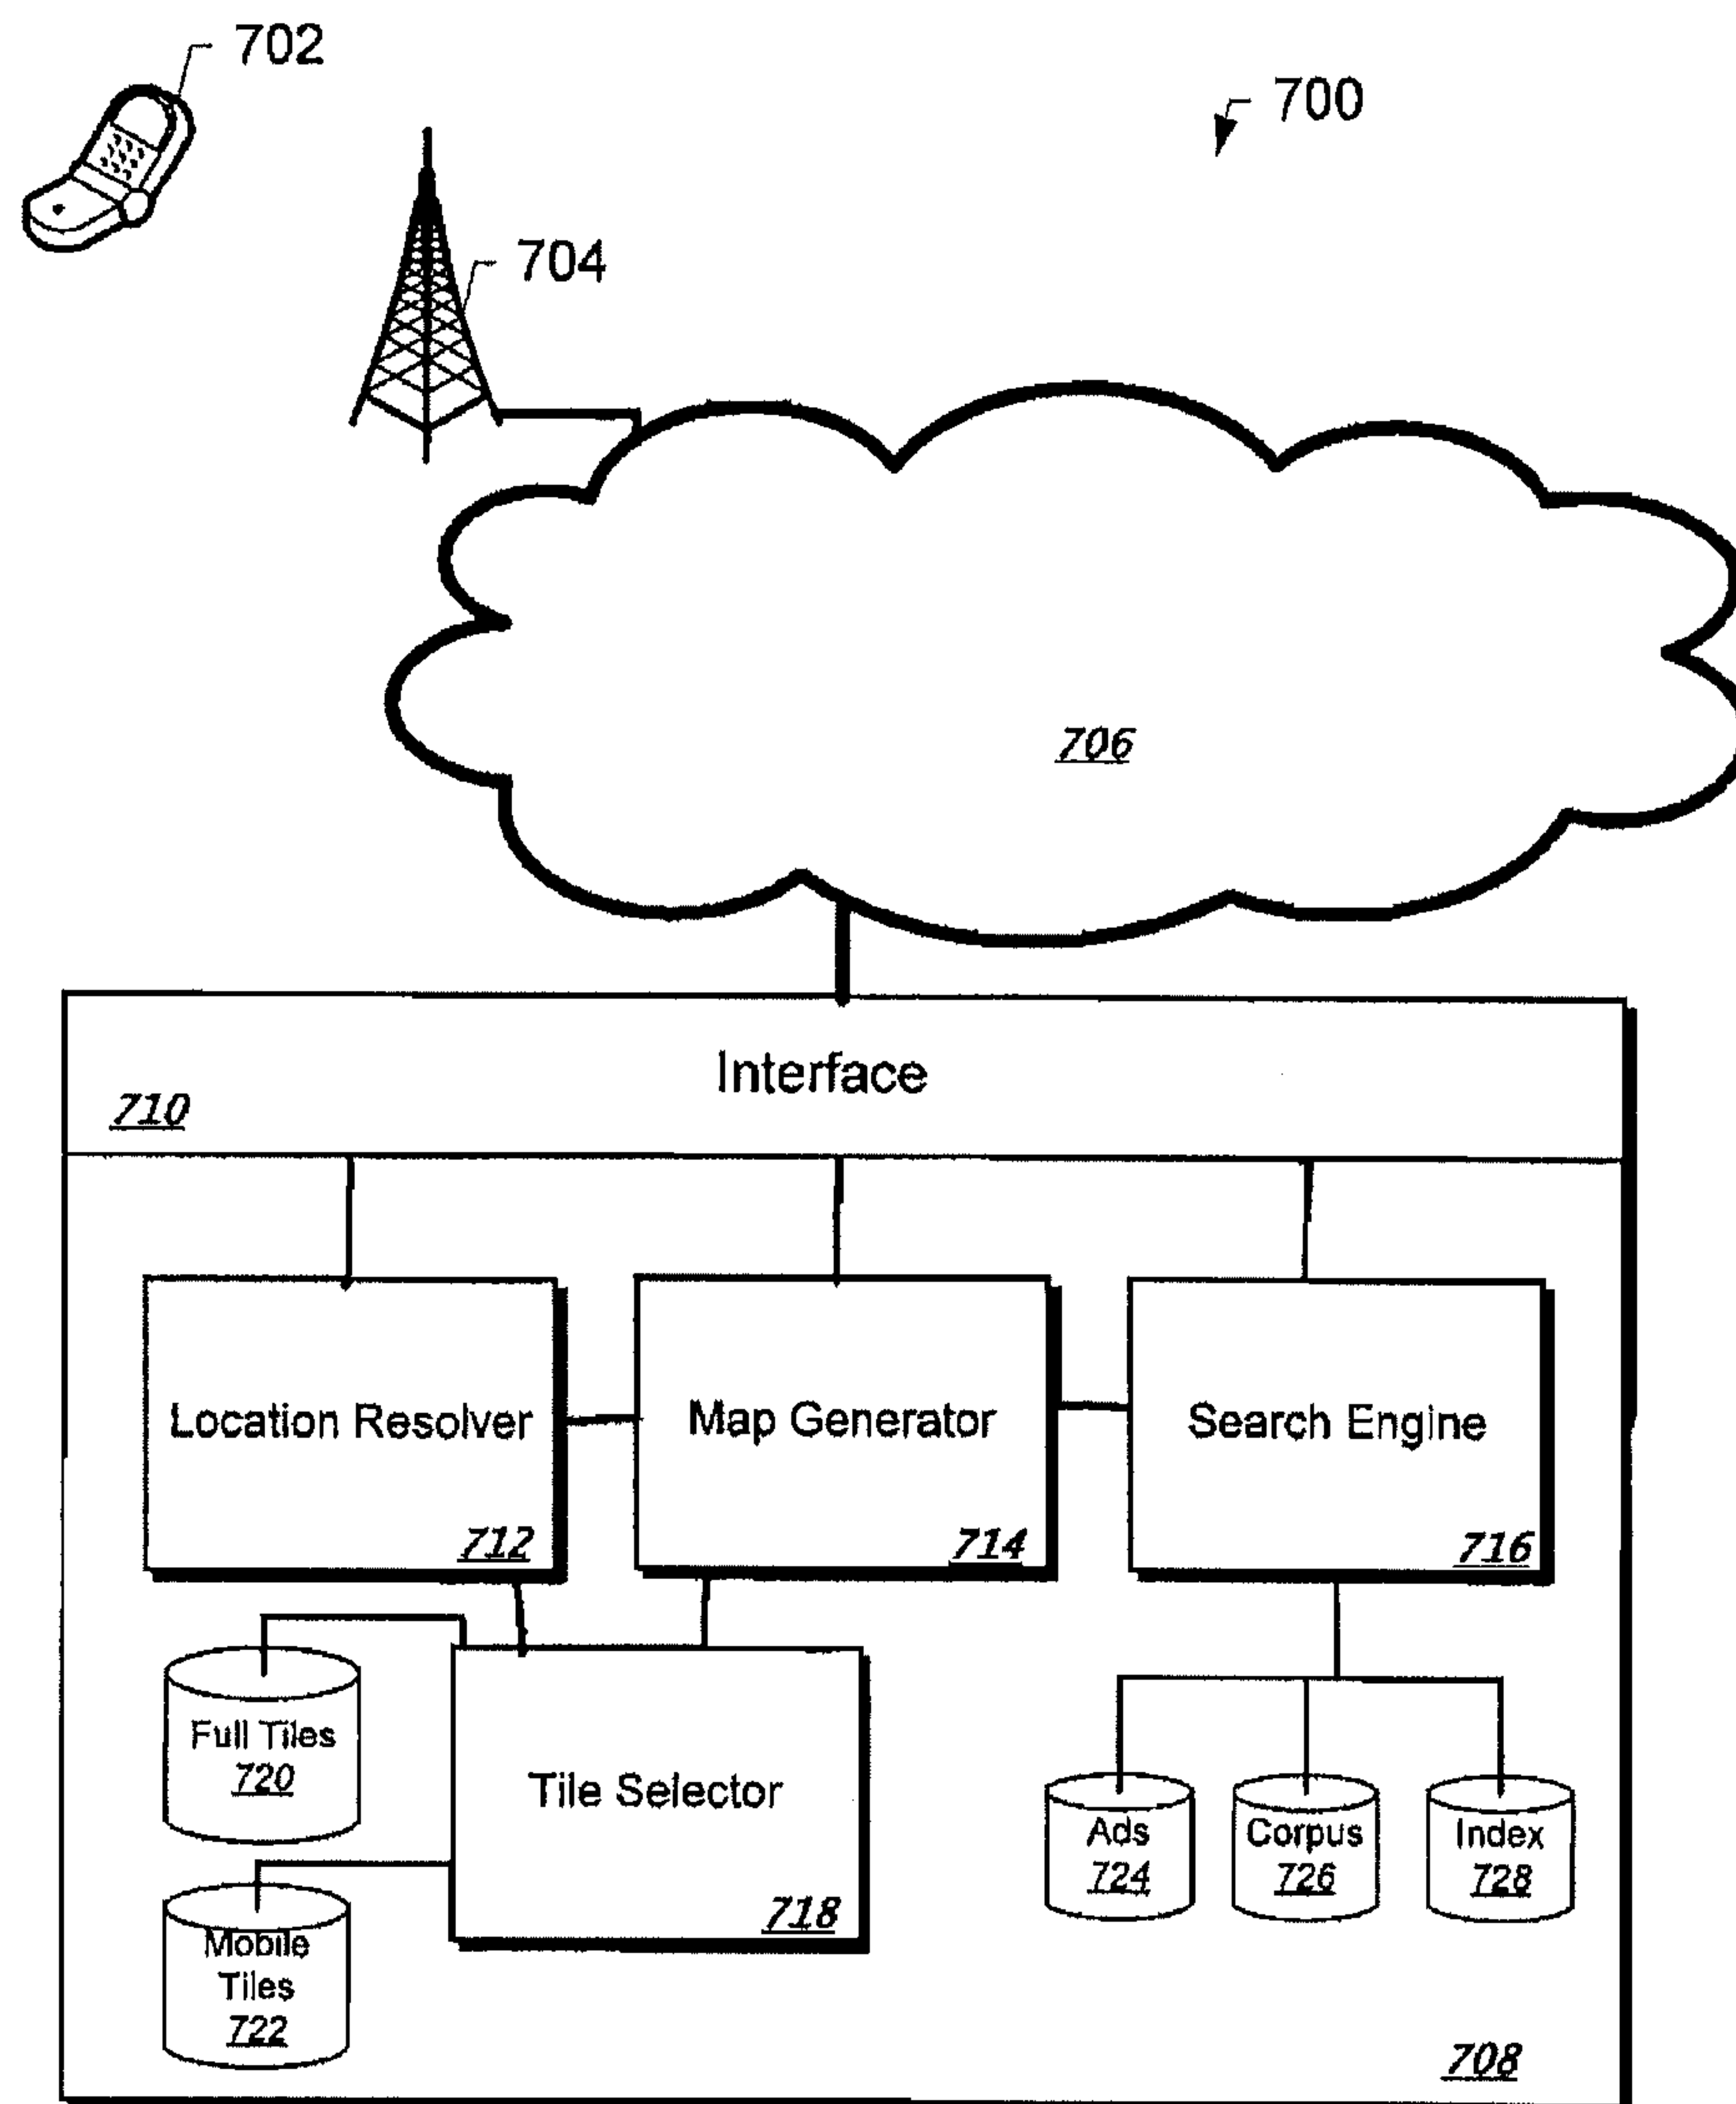 702
700
704
706
Interface
710
Location Resolver
712
Map Generator
714
Search Engine
716
Full Tiles
720
Tile Selector
718
Mobile
Tiles
722
Ads
724
Corpus
726
Index
728
708